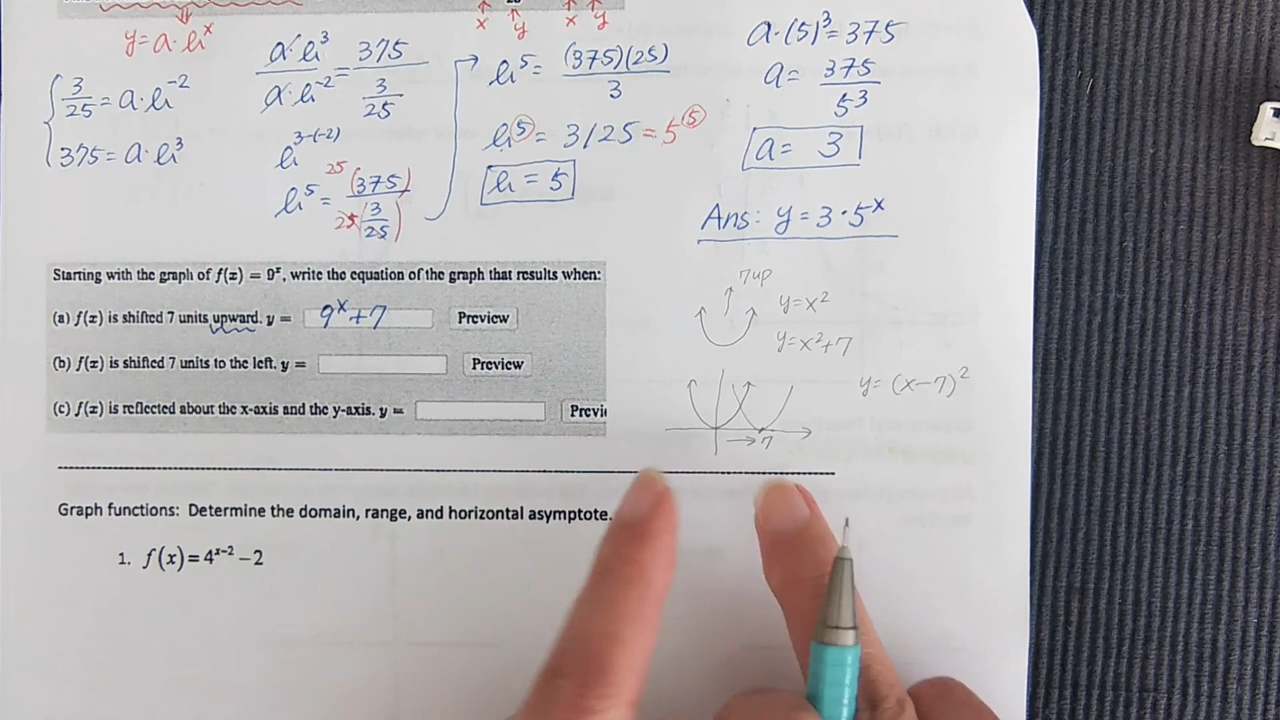 y = a·b^x
x y x y
3/25 = a·b^-2
375 = a·b^3
a·b^3 / a·b^-2 = 375 / (3/25)
b^3-(-2)
b^5 = 25 (375) / 25 (3/25)
b^5 = (375)(25) / 3
b^5 = 3125 = 5^5
b = 5
a·(5)^3 = 375
a = 375 / 5^3
a = 3
Ans: y = 3·5^x
Starting with the graph of f(x) = 9^x, write the equation of the graph that results when:
(a) f(x) is shifted 7 units upward. y = 9^x+7 Preview
(b) f(x) is shifted 7 units to the left. y = Preview
(c) f(x) is reflected about the x-axis and the y-axis. y = Previ
7up
y=x^2
y=x^2+7
y= (x-7)^2
7
Graph functions: Determine the domain, range, and horizontal asymptote.
1. f(x)=4^x-2 -2